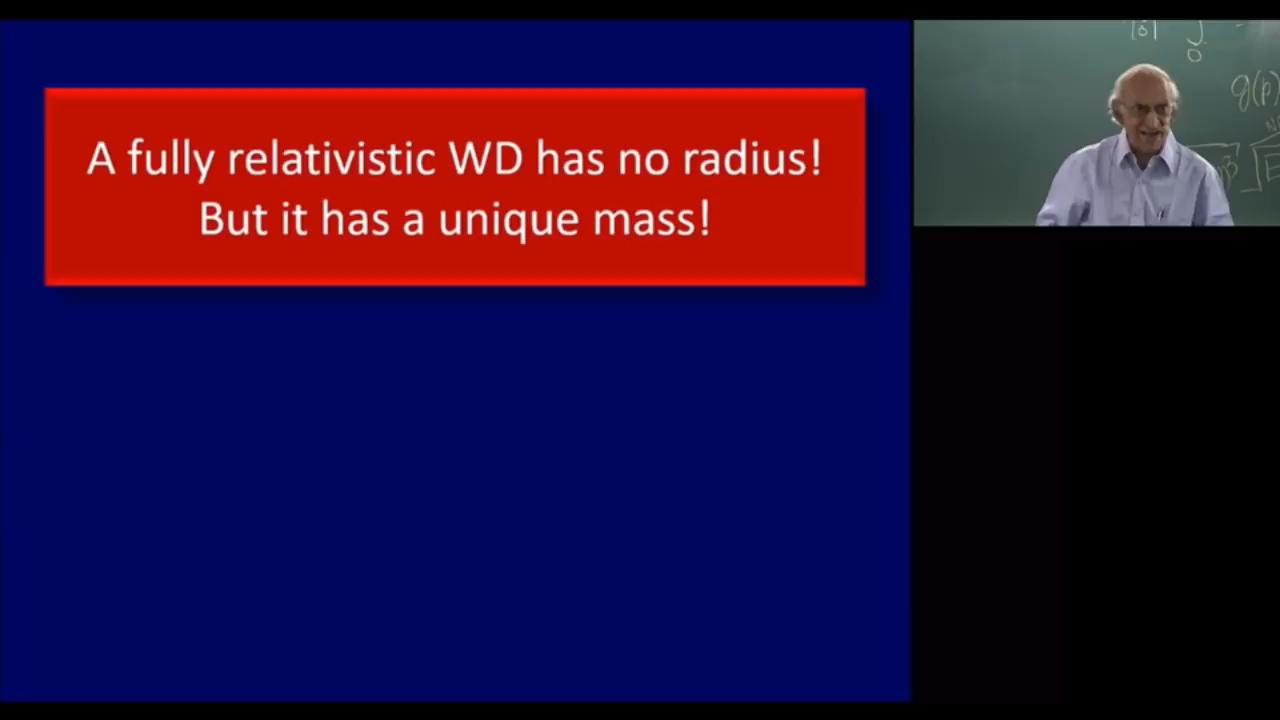 A fully relativistic WD has no radius!
But it has a unique mass!
g(p)